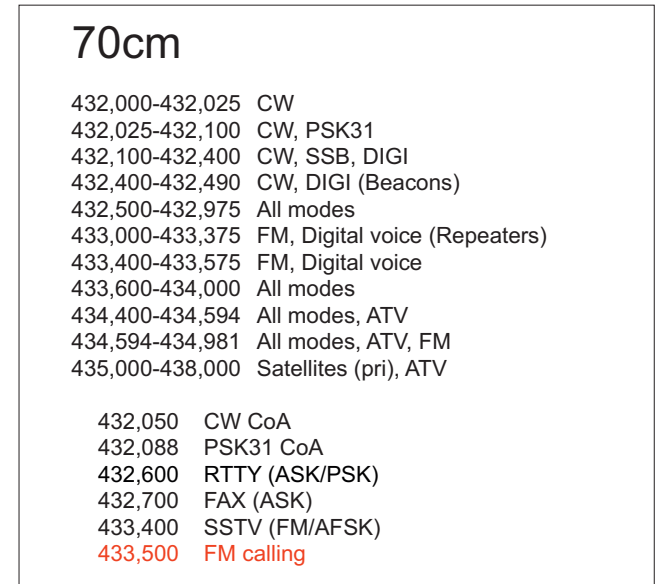 70cm
432,000-432,025 CW
432,025-432,100 CW, PSK31
432,100-432,400 CW, SSB, DIGI
432,400-432,490 CW, DIGI (Beacons)
432,500-432,975 All modes
433,000-433,375 FM, Digital voice (Repeaters)
433,400-433,575 FM, Digital voice
433,600-434,000 All modes
434,400-434,594 All modes, ATV
434,594-434,981 All modes, ATV, FM
435,000-438,000 Satellites (pri), ATV
432,050 CW CoA
432,088 PSK31 CoA
432,600 RTTY (ASK/PSK)
432,700 FAX (ASK)
433,400 SSTV (FM/AFSK)
433,500 FM calling